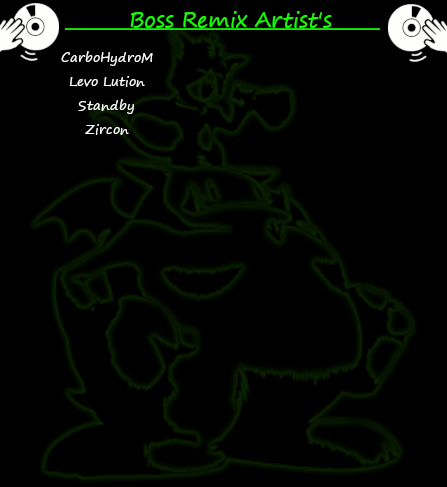 Boss Remix Artist's
CarboHydroM
Levo Lution
Standby
Zircon